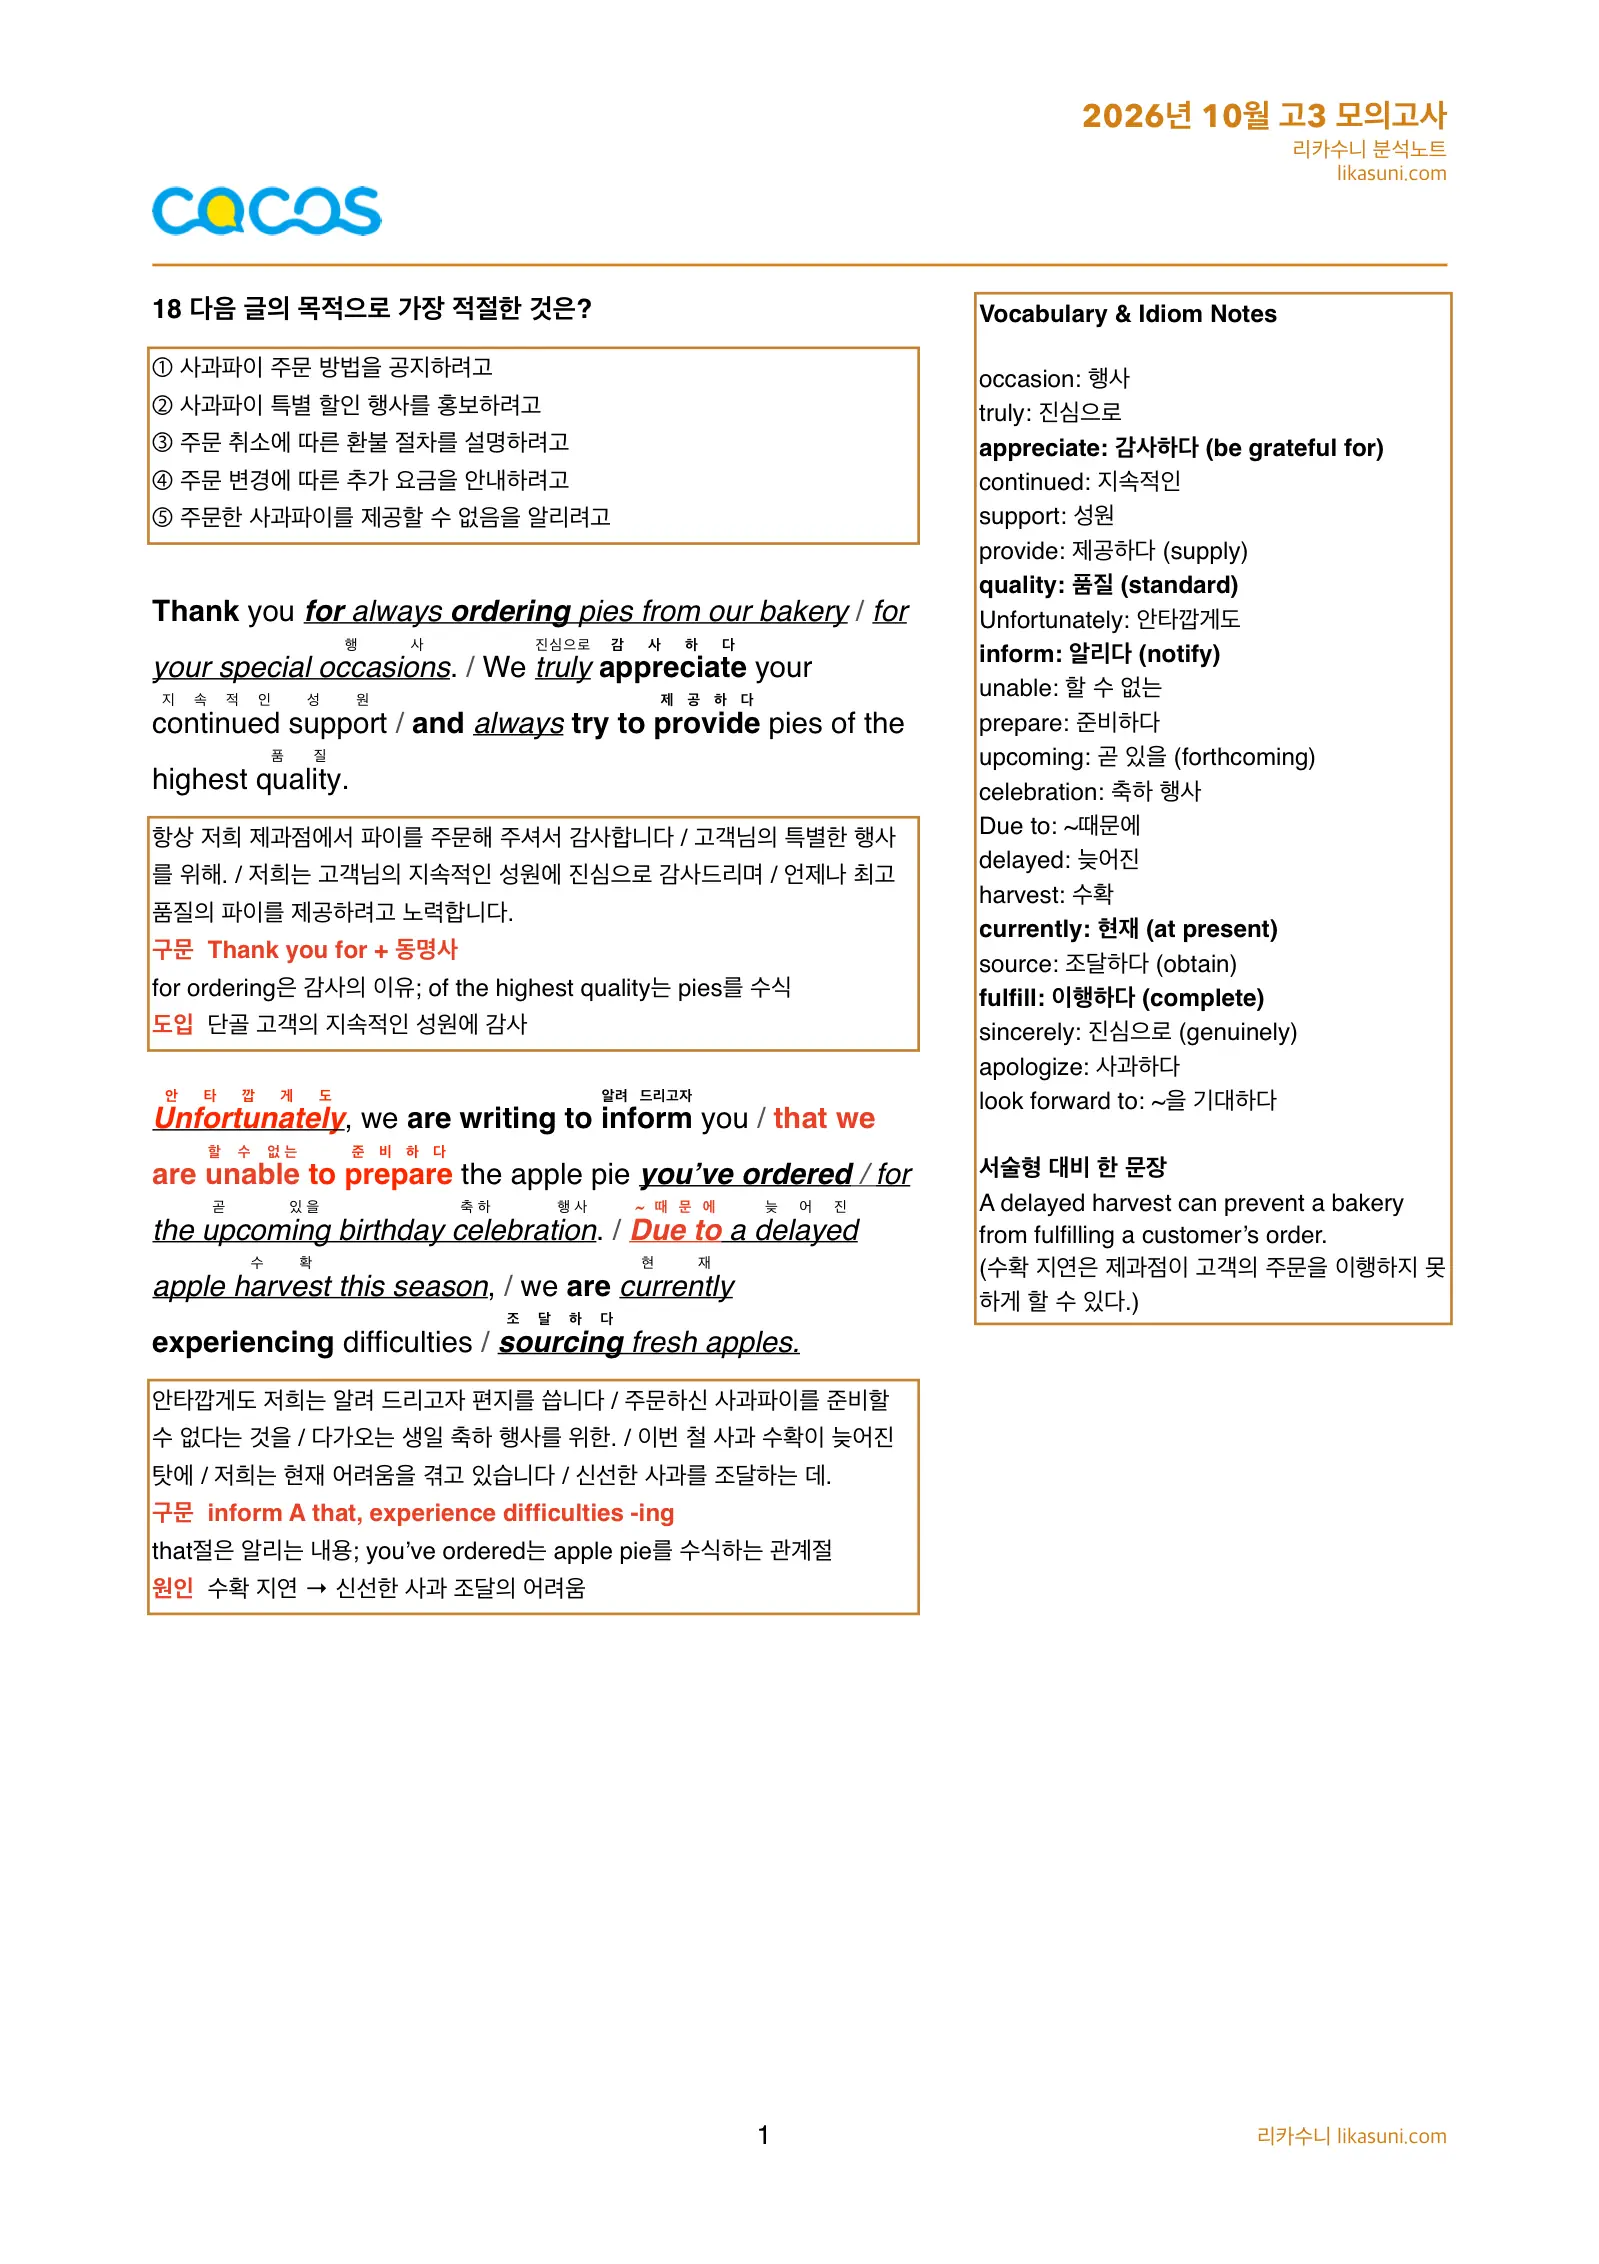 2026년 10월 고3 모의고사
리카수니 분석노트
likasuni.com
cacos
18 다음 글의 목적으로 가장 적절한 것은?
① 사과파이 주문 방법을 공지하려고
② 사과파이 특별 할인 행사를 홍보하려고
③ 주문 취소에 따른 환불 절차를 설명하려고
④ 주문 변경에 따른 추가 요금을 안내하려고
⑤ 주문한 사과파이를 제공할 수 없음을 알리려고
Thank you for always ordering pies from our bakery / for
행사 진심으로 감사하다
your special occasions. / We truly appreciate your
지속적인 성원 제공하다
continued support / and always try to provide pies of the
품질
highest quality.
항상 저희 제과점에서 파이를 주문해 주셔서 감사합니다 / 고객님의 특별한 행사
를 위해. / 저희는 고객님의 지속적인 성원에 진심으로 감사드리며 / 언제나 최고
품질의 파이를 제공하려고 노력합니다.
구문 Thank you for + 동명사
for ordering은 감사의 이유; of the highest quality는 pies를 수식
도입 단골 고객의 지속적인 성원에 감사
안타깝게도 알려 드리고자
Unfortunately, we are writing to inform you / that we
할 수 없는 준비하다
are unable to prepare the apple pie you’ve ordered / for
곧 있을 축하 행사 ~때문에 늦어진
the upcoming birthday celebration. / Due to a delayed
수확 현재
apple harvest this season, / we are currently
조달하다
experiencing difficulties / sourcing fresh apples.
안타깝게도 저희는 알려 드리고자 편지를 씁니다 / 주문하신 사과파이를 준비할
수 없다는 것을 / 다가오는 생일 축하 행사를 위한. / 이번 철 사과 수확이 늦어진
탓에 / 저희는 현재 어려움을 겪고 있습니다 / 신선한 사과를 조달하는 데.
구문 inform A that, experience difficulties -ing
that절은 알리는 내용; you’ve ordered는 apple pie를 수식하는 관계절
원인 수확 지연 → 신선한 사과 조달의 어려움
Vocabulary & Idiom Notes
occasion: 행사
truly: 진심으로
appreciate: 감사하다 (be grateful for)
continued: 지속적인
support: 성원
provide: 제공하다 (supply)
quality: 품질 (standard)
Unfortunately: 안타깝게도
inform: 알리다 (notify)
unable: 할 수 없는
prepare: 준비하다
upcoming: 곧 있을 (forthcoming)
celebration: 축하 행사
Due to: ~때문에
delayed: 늦어진
harvest: 수확
currently: 현재 (at present)
source: 조달하다 (obtain)
fulfill: 이행하다 (complete)
sincerely: 진심으로 (genuinely)
apologize: 사과하다
look forward to: ~을 기대하다
서술형 대비 한 문장
A delayed harvest can prevent a bakery
from fulfilling a customer’s order.
(수확 지연은 제과점이 고객의 주문을 이행하지 못
하게 할 수 있다.)
1
리카수니 likasuni.com